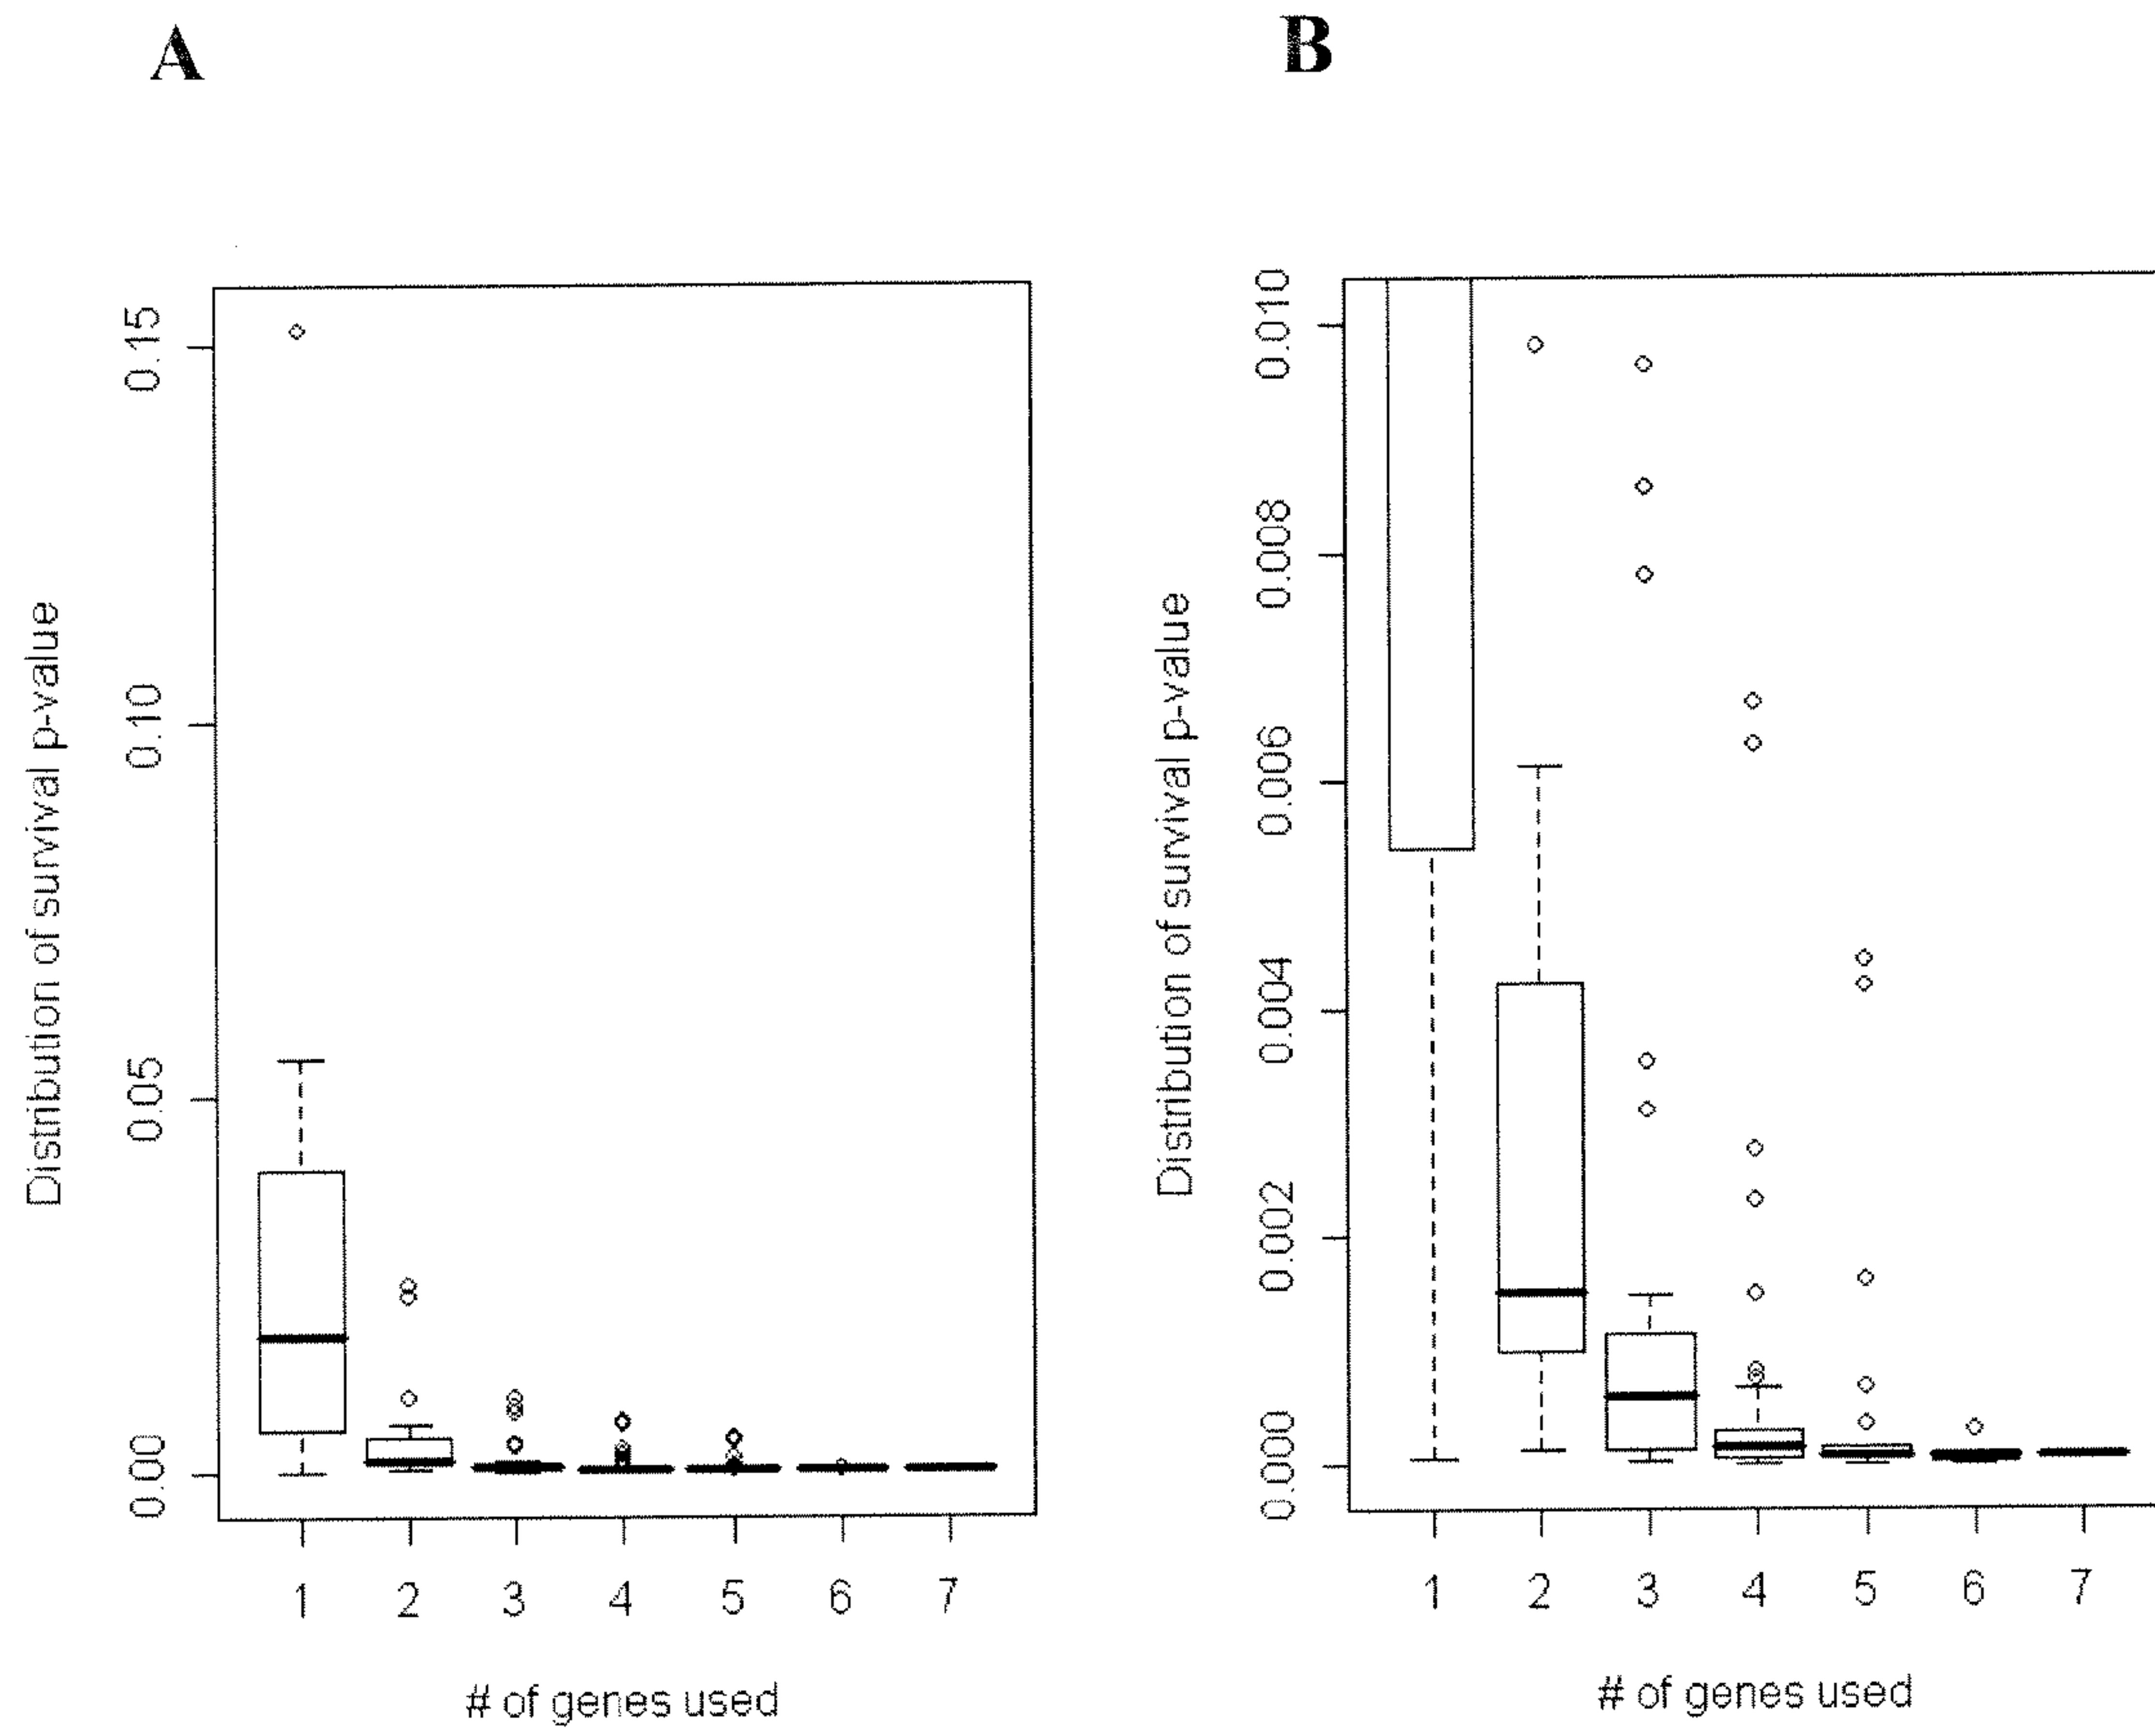 A
B
Distribution of survival p-value
0.15
0.10
0.05
0.00
1 2 3 4 5 6 7
# of genes used
Distribution of survival p-value
0.010
0.008
0.006
0.004
0.002
0.000
1 2 3 4 5 6 7
# of genes used